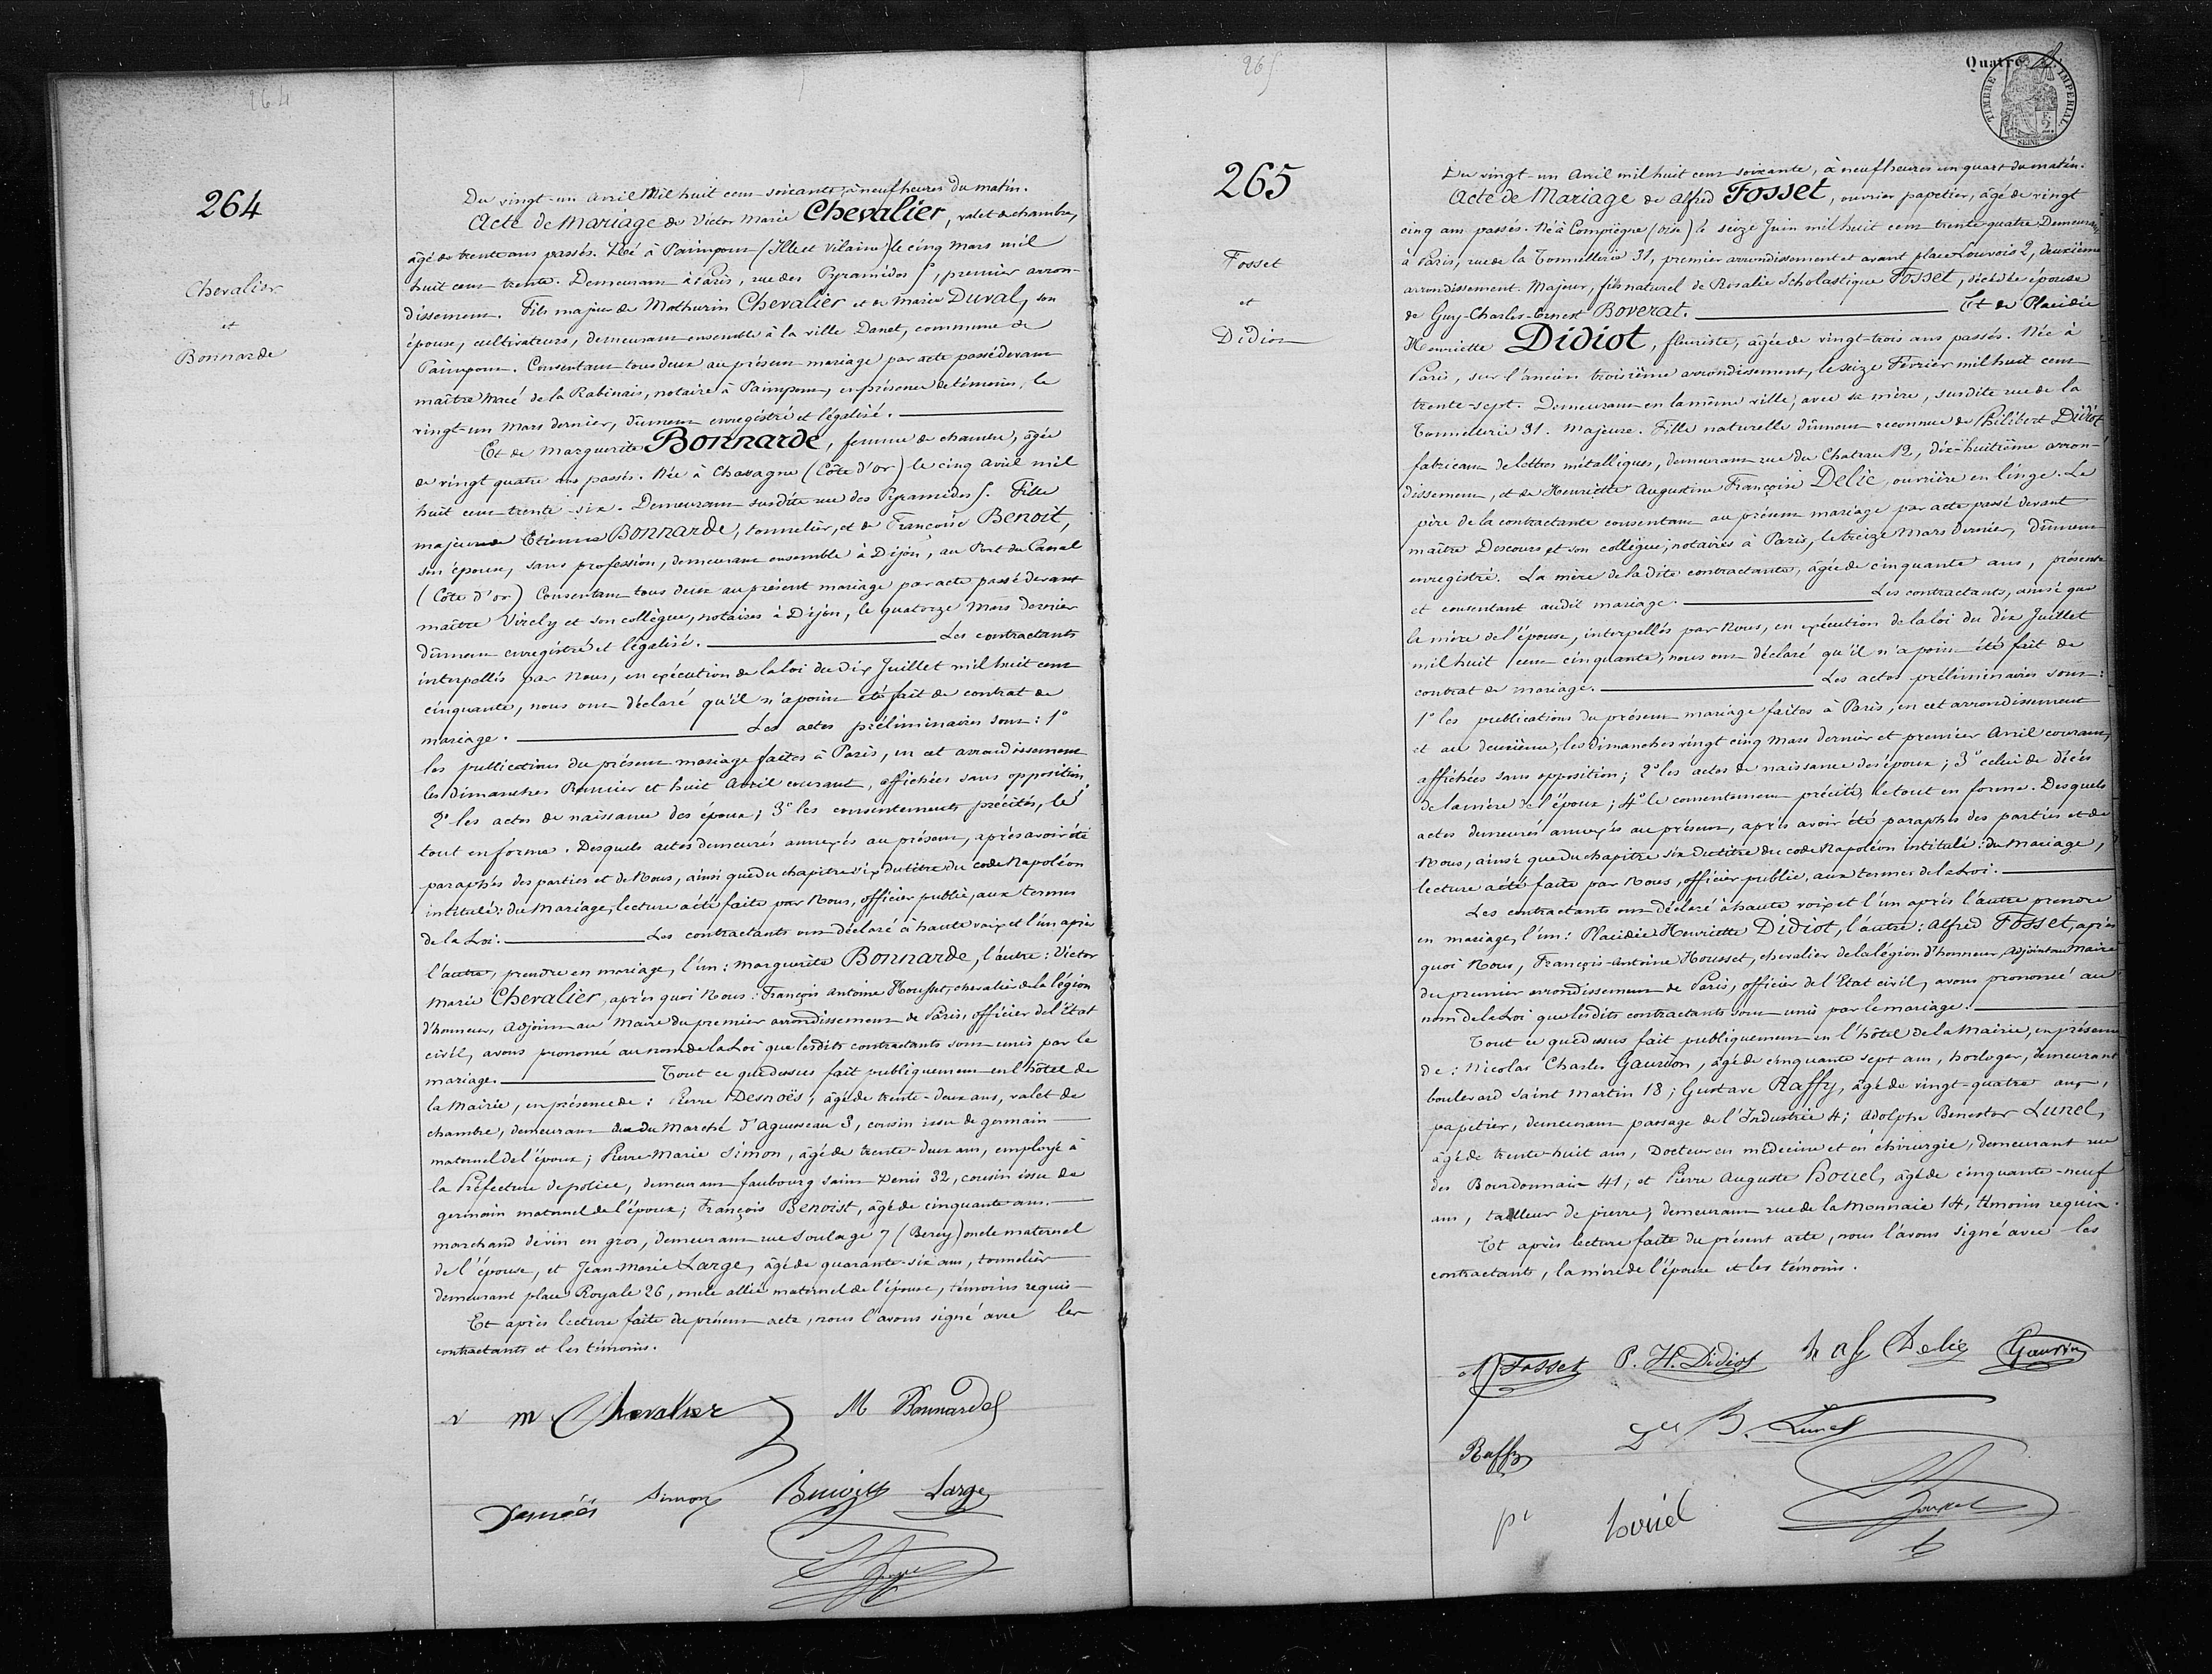 264
264
Chevalier
et
Bonnarde
Du vingt-un avril Mil huit cent soixante, à neuf heures du matin.
Acte de Mariage de Victor Marie Chevalier, valet de chambre,
âgé de trente ans passés. Né à Paimpont (Ille et Vilaine) le cinq mars mil
huit cent trente. Demeurant à Paris, rue des Pyramides 5, premier arron-
dissement. Fils majeur de Mathurin Chevalier et de Marie Duval, son
épouse, cultivateurs, demeurant ensemble à la ville Danet, commune de
Paimpont. Consentant tous deux au présent mariage par acte passé devant
maître Macé de la Rabinais, notaire à Paimpont, en présence de témoins, le
vingt-un Mars dernier, dûment enregistré et légalisé.
Et de Marguerite Bonnarde, femme de chambre, âgée
de vingt quatre ans passés. Née à Chavagne (Côte d'or) le cinq avril mil
huit cent trente six. Demeurant susdite rue des Pyramides 5. Fille
majeure de Etienne Bonnarde, tonnelier, et de Françoise Benoit,
son épouse, sans profession, demeurant ensemble à Dijon, au Port du Canal
(Côte d'or) Consentant tous deux au présent mariage par acte passé devant
maître Virely et son collègue, notaires à Dijon, le quatorze Mars dernier
dûment enregistré et légalisé. Les contractants
interpellés par Nous, en exécution de la loi du dix Juillet mil huit cent
cinquante, nous ont déclaré qu'il n'a point été fait de contrat de
mariage. Les actes préliminaires sont : 1°
les publications du présent mariage faites à Paris, en cet arrondissement
les dimanches Premier et huit Avril courant, affichées sans opposition,
2° les actes de naissance des époux ; 3° les consentements précités, le
tout en forme. Desquels actes demeurés annexés au présent, après avoir été
paraphés des parties et de Nous, ainsi que du chapitre six du titre du code Napoléon
intitulé : du Mariage, lecture a été faite par Nous, officier public, aux termes
de la Loi. Les contractants ont déclaré à haute voix et l'un après
l'autre, prendre en mariage, l'un : Marguerite Bonnarde, l'autre : Victor
Marie Chevalier, après quoi Nous : François Antoine Housset, chevalier de la légion
d'honneur, Adjoint au Maire du premier arrondissement de Paris, officier de l'Etat
civil, avons prononcé au nom de la Loi que lesdits contractants sont unis par le
mariage. Tout ce que dessus fait publiquement en l'hôtel de
la Mairie, en présence de : Pierre Desnoës, âgé de trente-deux ans, valet de
chambre, demeurant rue du Marché d'Aguesseau 3, cousin issu de germain
maternel de l'époux ; Pierre Marie Simon, âgé de trente-deux ans, employé à
la Préfecture de police, demeurant faubourg saint Denis 32, cousin issu de
germain maternel de l'époux ; François Benoist, âgé de cinquante ans.
marchand de vin en gros, demeurant rue Soulage 7 (Bercy) oncle maternel
de l'épouse, et Jean-Marie Large, âgé de quarante-six ans, tonnelier
demeurant place Royale 26, oncle allié maternel de l'épouse, témoins requis
Et après lecture faite du présent acte, nous l'avons signé avec les
contractants et les témoins.
v m Chevalier M Bonnarde
Desnoës Simon Benoist Large
265
Quatre
TIMBRE IMPERIAL
2.
SEINE
265
Fosset
et
Didiot
Du vingt-un Avril mil huit cent soixante, à neuf heures un quart du matin.
Acte de Mariage de Alfred Fosset, ouvrier papetier, âgé de vingt
cinq ans passés. Né à Compiègne (oise) le seize Juin mil huit cent trente quatre Demeurant
à Paris, rue de la Tonnellerie 31, premier arrondissement et avant place Louvois 2, deuxième
arrondissement. Majeur, fils naturel de Rosalie Scholastique Fosset, décédée épouse
de Guy-Charles-Ernest Boverat. Et de Placidie
Henriette Didiot, fleuriste, âgée de vingt-trois ans passés. Née à
Paris, sur l'ancien troisième arrondissement, le seize Février mil huit cent
trente-sept. Demeurant en la même ville, avec sa mère, susdite rue de la
Tonnellerie 31. Majeure. Fille naturelle dûment reconnue de Philibert Didiot
fabricant de lettres métalliques, demeurant rue du Chateau 12, dix-huitième arron-
dissement, et de Henriette Augustine Françoise Delie, ouvrière en linge. Le
père de la contractante consentant au présent mariage par acte passé devant
maître Descours et son collègue, notaires à Paris, le treize Mars dernier, dûment
enregistré. La mère de la dite contractante, âgée de cinquante ans, présente
et consentant audit mariage. Les contractants, ainsi que
la mère de l'épouse, interpellés par Nous, en exécution de la loi du dix Juillet
mil huit cent cinquante, nous ont déclaré qu'il n'a point été fait de
contrat de mariage. Les actes préliminaires sont :
1° les publications du présent mariage faites à Paris, en cet arrondissement
et au deuxième, les dimanches vingt cinq Mars dernier et premier Avril courant,
affichées sans opposition ; 2° les actes de naissance des époux ; 3° celui de décès
de la mère de l'époux ; 4° le consentement précité, le tout en forme. Desquels
actes demeurés annexés au présent, après avoir été paraphés des parties et de
Nous, ainsi que du chapitre six du titre du code Napoléon intitulé : du Mariage,
lecture a été faite par Nous, officier public, aux termes de la Loi.
Les contractants ont déclaré à haute voix et l'un après l'autre prendre
en mariage, l'un : Placidie Henriette Didiot, l'autre : Alfred Fosset, après
quoi Nous, François-Antoine Housset, chevalier de la légion d'honneur, Adjoint au Maire
du premier arrondissement de Paris, officier de l'Etat civil, avons prononcé au
nom de la Loi que lesdits contractants sont unis par le mariage.
Tout ce que dessus fait publiquement en l'hôtel de la Mairie, en présence
de : Nicolas Charles Gaurion, âgé de cinquante sept ans, horloger, demeurant
boulevard Saint Martin 18 ; Gustave Raffy, âgé de vingt-quatre ans,
papetier, demeurant passage de l'Industrie 4 ; Adolphe Benestor Lunel,
âgé de trente-huit ans, Docteur en médecine et en chirurgie, demeurant rue
des Bourdonnais 41 ; et Pierre Auguste Houel, âgé de cinquante-neuf
ans, tailleur de pierre, demeurant rue de la Monnaie 14, témoins requis.
Et après lecture faite du présent acte, nous l'avons signé avec les
contractants, la mère de l'épouse et les témoins.
A Fosset P. H. Didiot h a f Delie Gaurion
Raffy Dr B. Lunel
houel